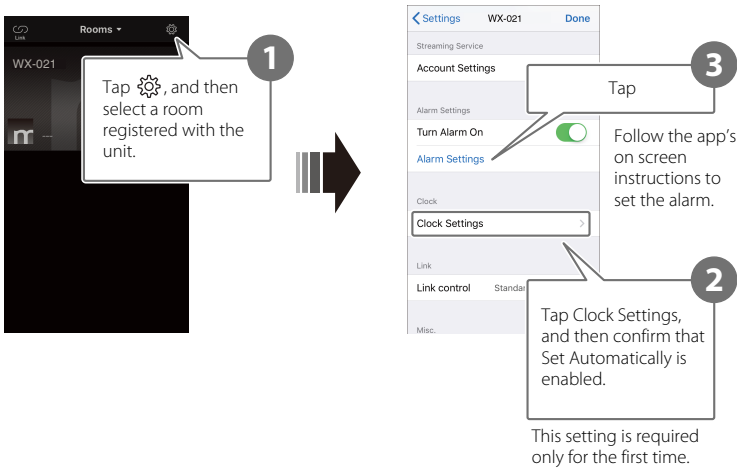 Link
Rooms ▾
WX-021
m
---
1
Tap , and then
select a room
registered with the
unit.
Settings WX-021 Done
Streaming Service
Account Settings
Alarm Settings
Turn Alarm On
Alarm Settings
Clock
Clock Settings
Link
Link control Standar
Misc.
3
Tap
Follow the app's
on screen
instructions to
set the alarm.
2
Tap Clock Settings,
and then confirm that
Set Automatically is
enabled.
This setting is required
only for the first time.